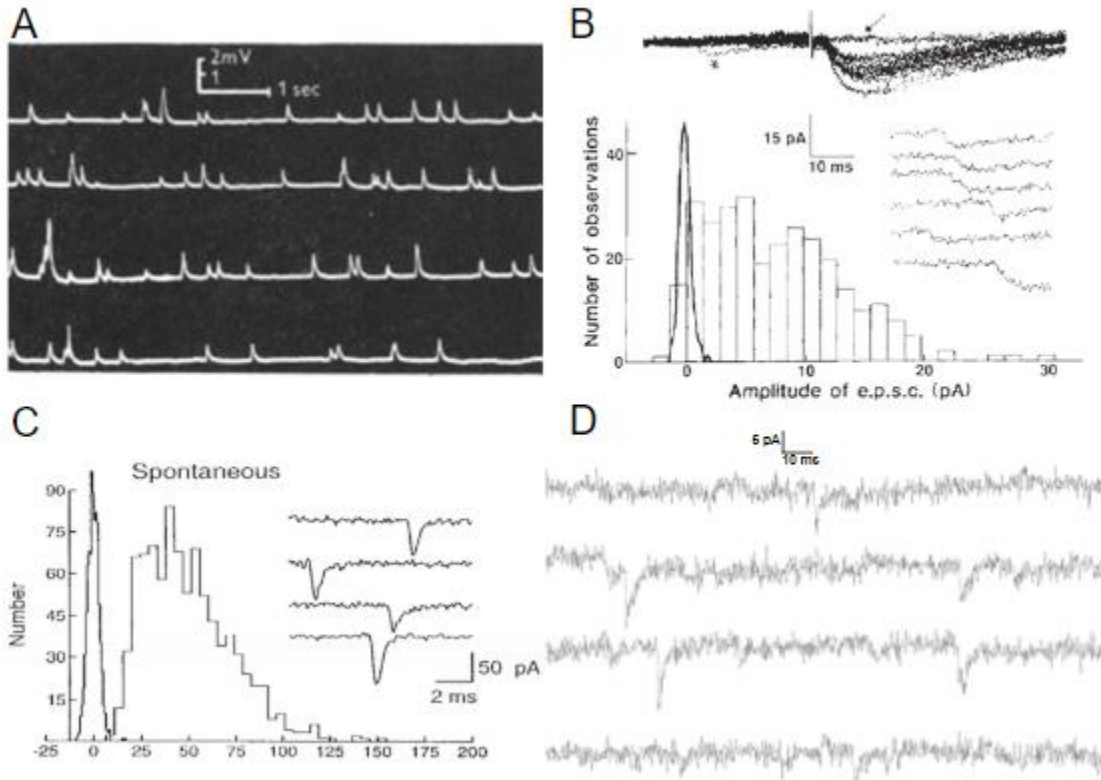 A
2mV
1
1 sec
B
*
15 pA
10 ms
Number of observations
40
20
0
0 10 20 30
Amplitude of e.p.s.c. (pA)
C
Spontaneous
Number
90
75
60
45
30
15
50 pA
2 ms
-25 0 25 50 75 100 125 150 175 200
D
5 pA
10 ms